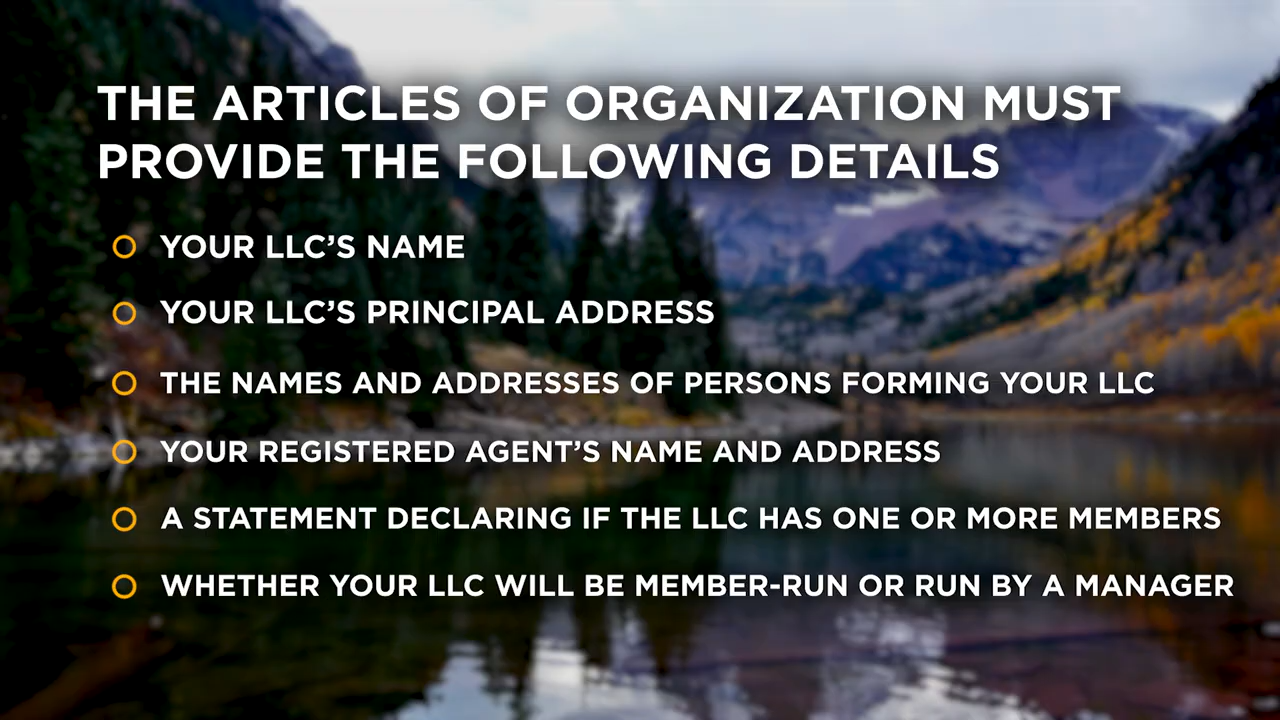 THE ARTICLES OF ORGANIZATION MUST
PROVIDE THE FOLLOWING DETAILS
YOUR LLC’S NAME
YOUR LLC’S PRINCIPAL ADDRESS
THE NAMES AND ADDRESSES OF PERSONS FORMING YOUR LLC
YOUR REGISTERED AGENT’S NAME AND ADDRESS
A STATEMENT DECLARING IF THE LLC HAS ONE OR MORE MEMBERS
WHETHER YOUR LLC WILL BE MEMBER-RUN OR RUN BY A MANAGER